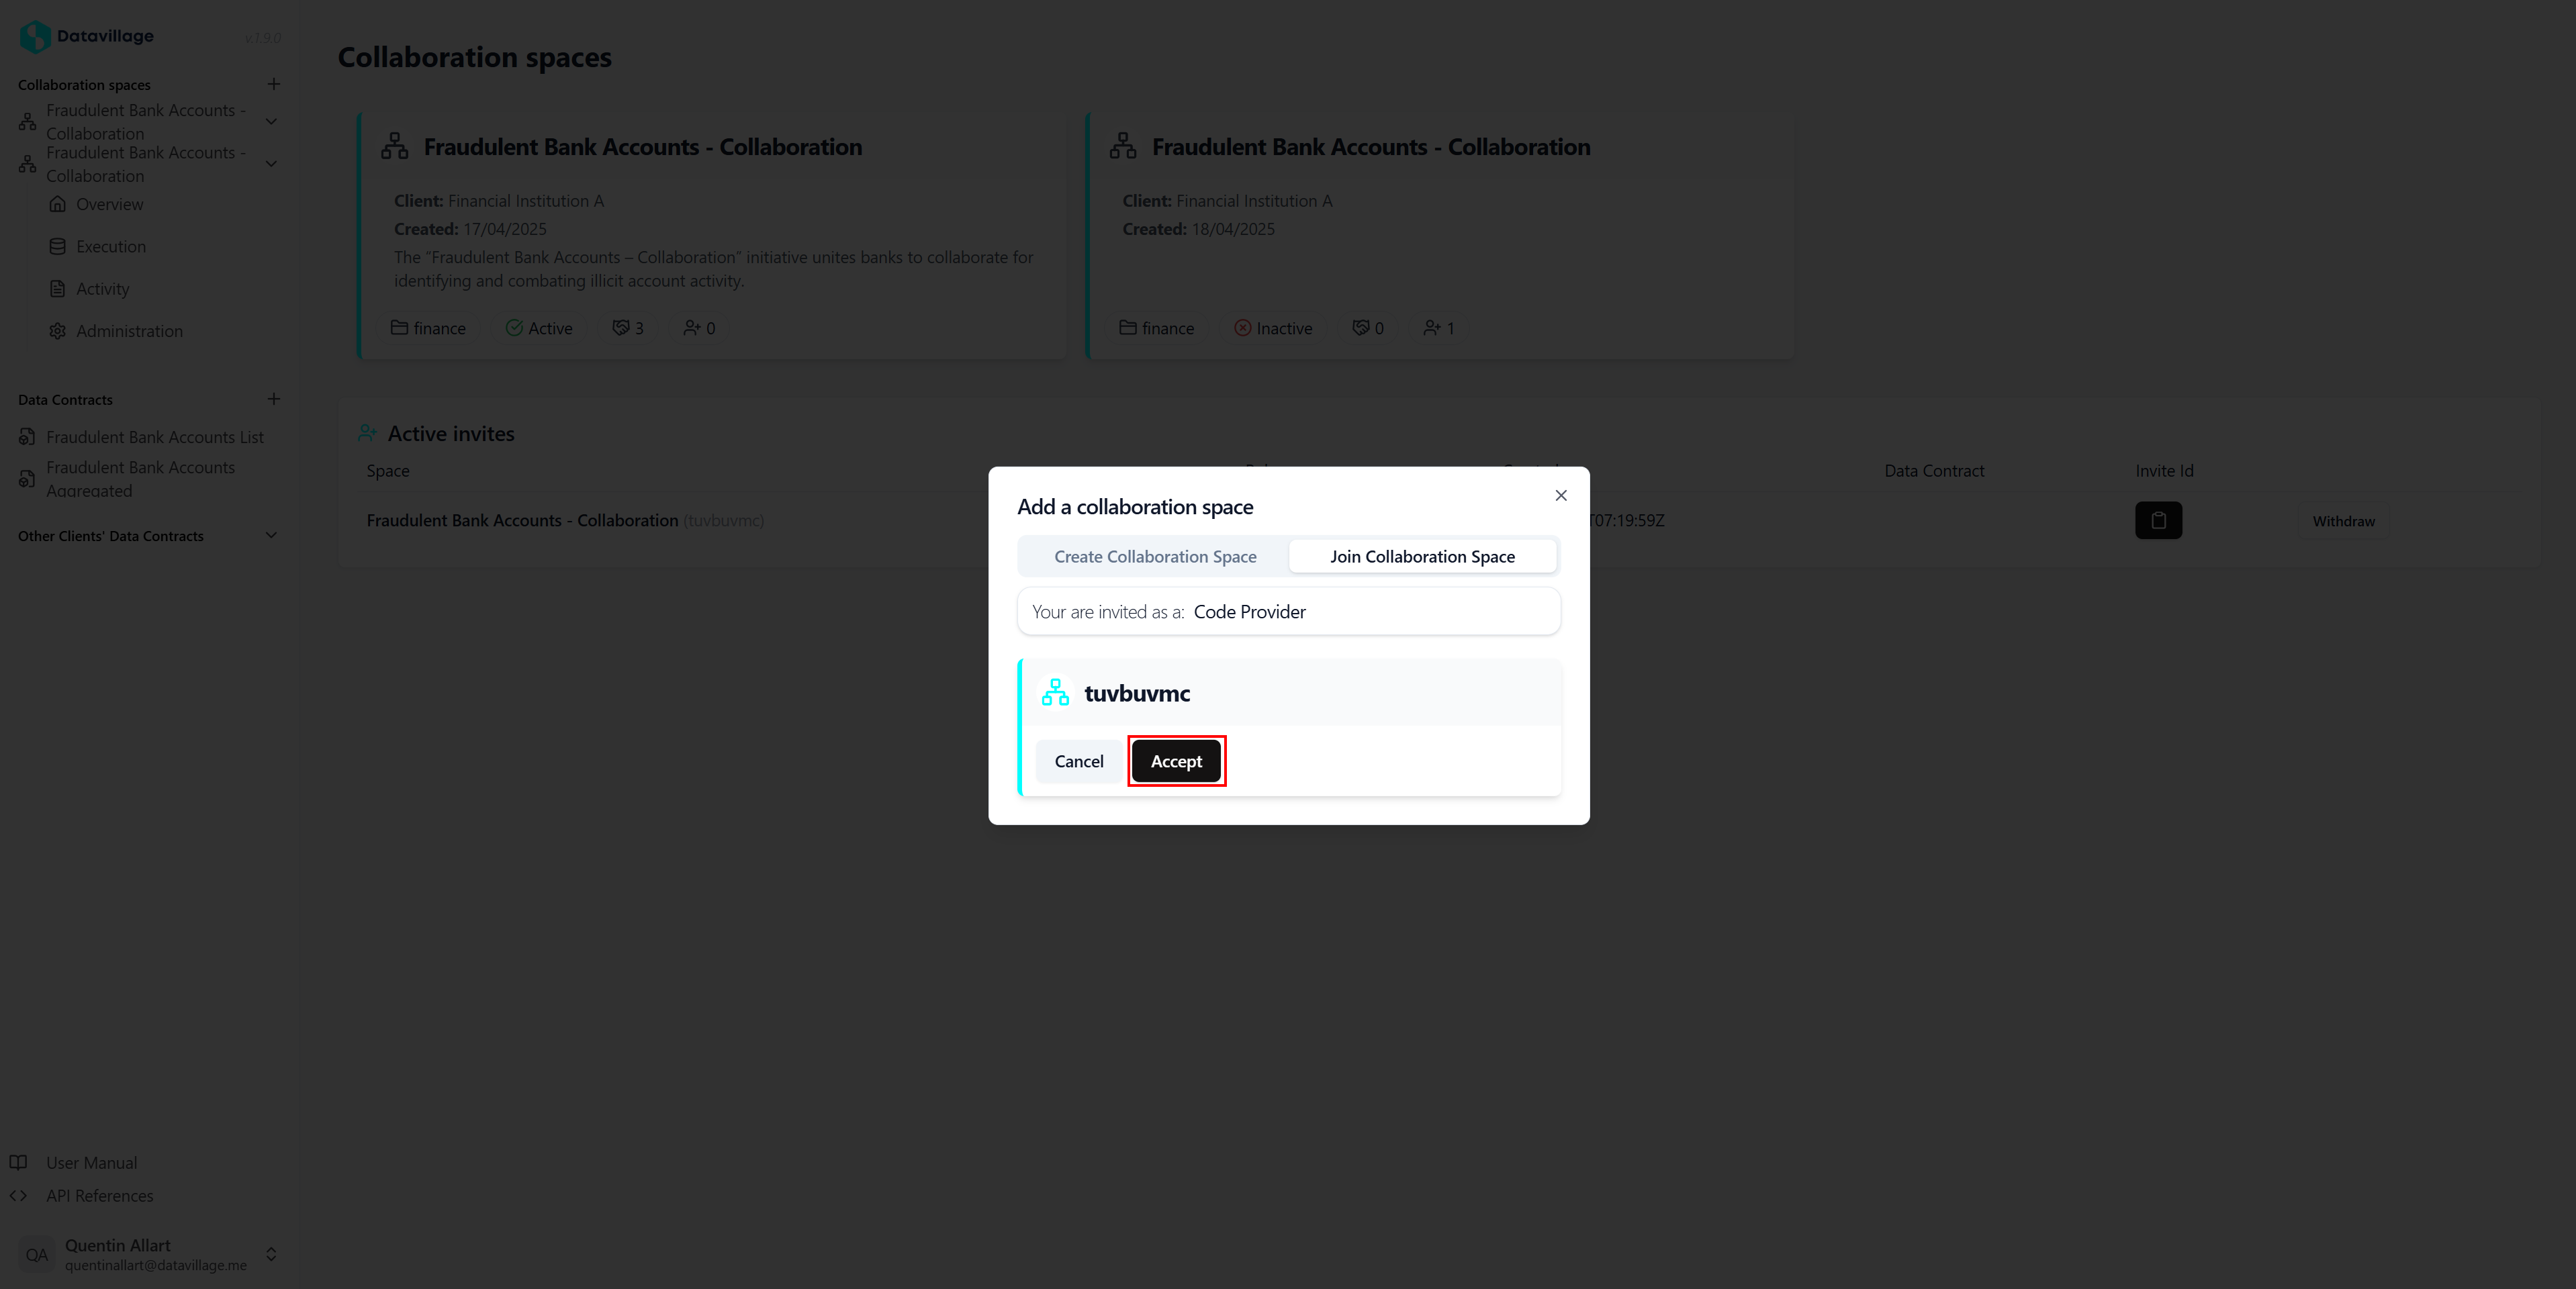 Datavillage
v.1.9.0
Collaboration spaces
Fraudulent Bank Accounts -
Collaboration
Fraudulent Bank Accounts -
Collaboration
Overview
Execution
Activity
Administration
Data Contracts
Fraudulent Bank Accounts List
Fraudulent Bank Accounts
Aggregated
Other Clients' Data Contracts
User Manual
API References
QA
Quentin Allart
quentinallart@datavillage.me
Collaboration spaces
Fraudulent Bank Accounts - Collaboration
Client: Financial Institution A
Created: 17/04/2025
The "Fraudulent Bank Accounts – Collaboration" initiative unites banks to collaborate for
identifying and combating illicit account activity.
finance Active 3 0
Fraudulent Bank Accounts - Collaboration
Client: Financial Institution A
Created: 18/04/2025
finance Inactive 0 1
Active invites
Space Data Contract Invite Id
Fraudulent Bank Accounts - Collaboration (tuvbuvmc) T07:19:59Z Withdraw
Add a collaboration space
Create Collaboration Space Join Collaboration Space
Your are invited as a: Code Provider
tuvbuvmc
Cancel Accept